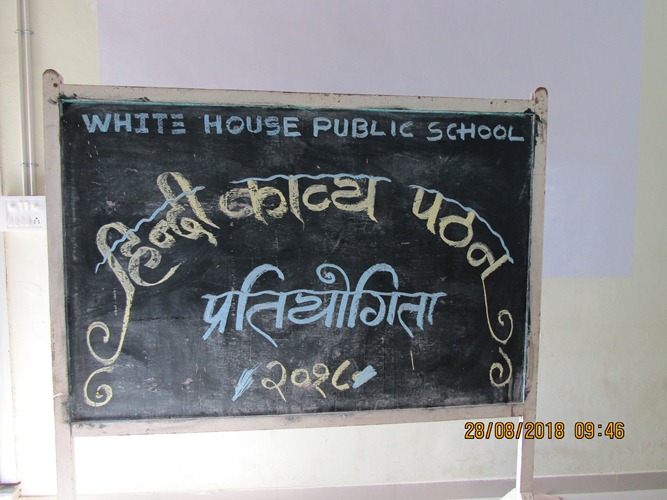 WHITE HOUSE PUBLIC SCHOOL
हिन्दी काव्य पठन
प्रतियोगिता
२०१८
28/08/2018 09:46